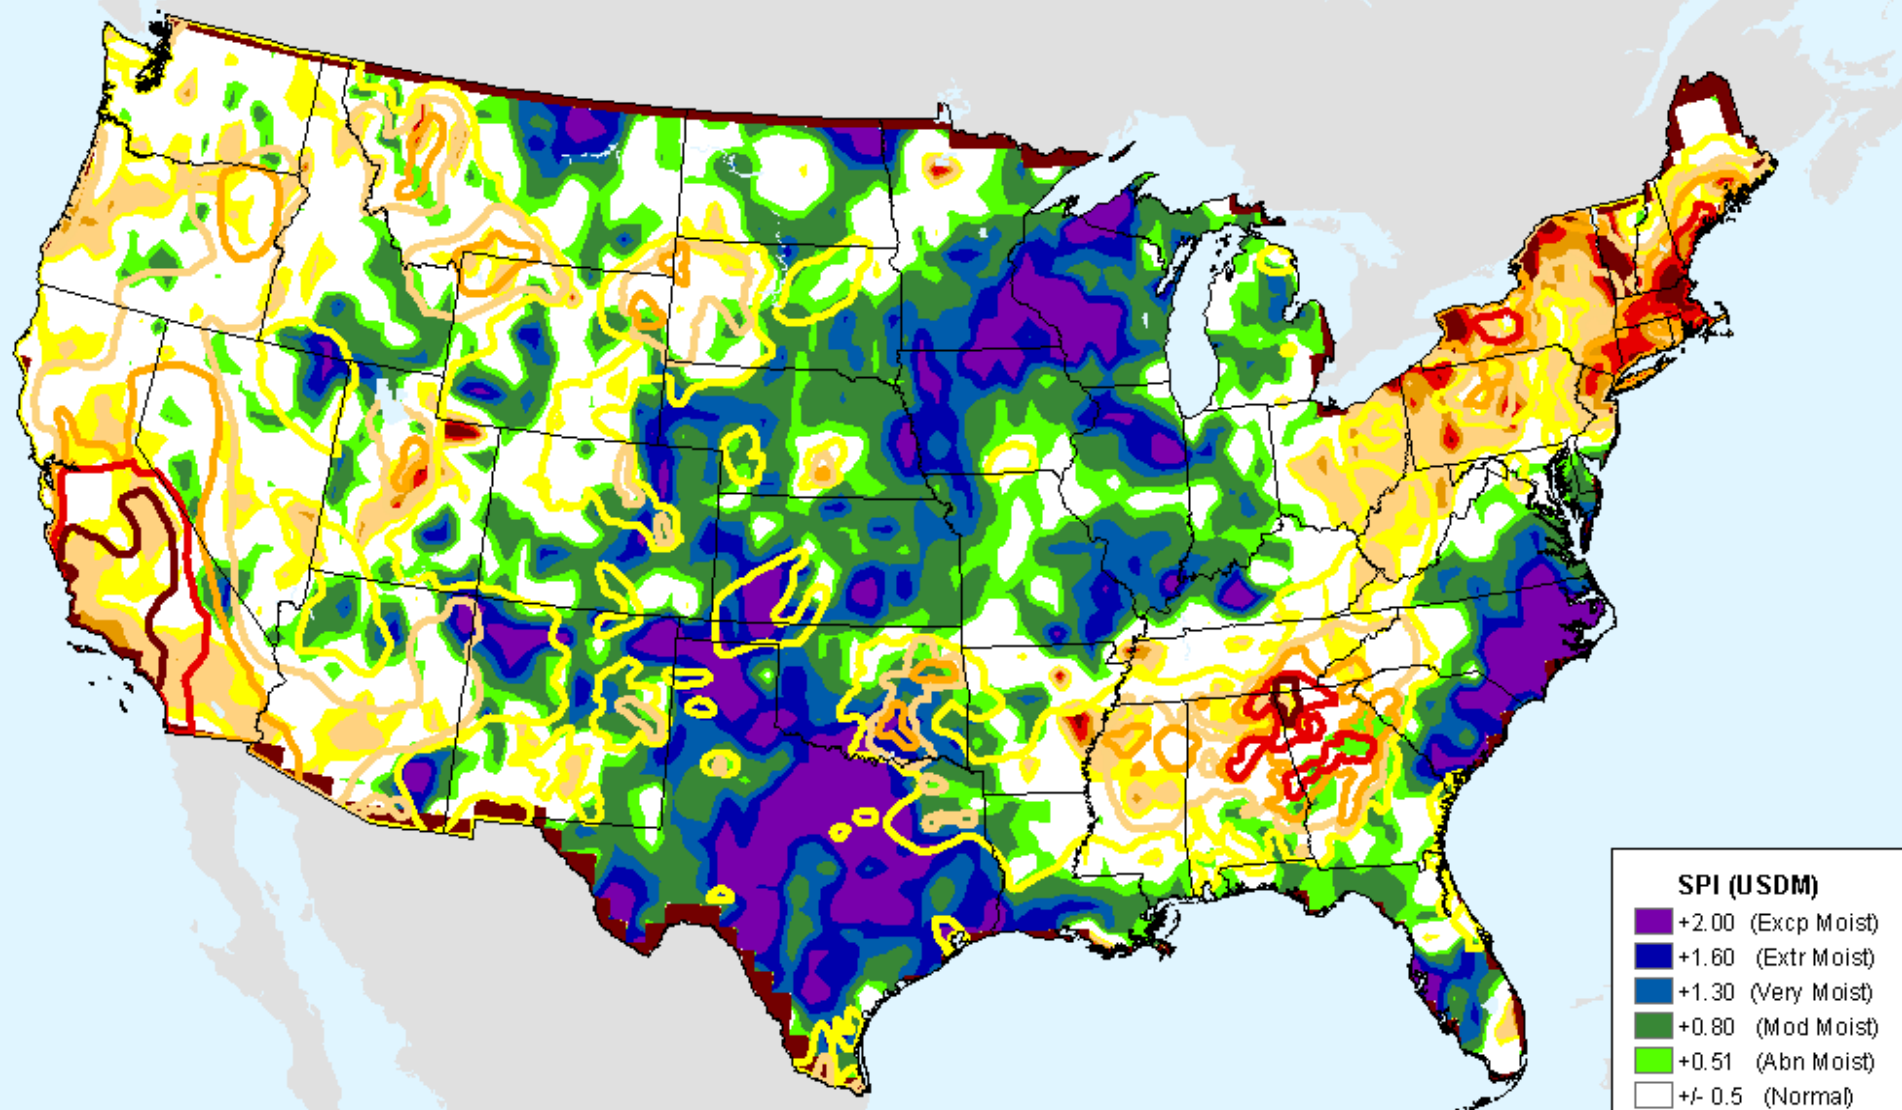 SPI (USDM)
+2.00 (Excp Moist)
+1.60 (Extr Moist)
+1.30 (Very Moist)
+0.80 (Mod Moist)
+0.51 (Abn Moist)
+/- 0.5 (Normal)